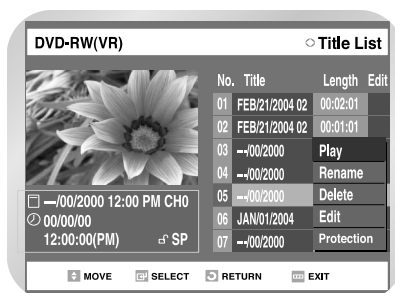 DVD-RW(VR) Title List
No. Title Length Edit
01 FEB/21/2004 02 00:02:01
02 FEB/21/2004 02 00:01:01
03 --/00/2000 Play
04 --/00/2000 Rename
05 --/00/2000 Delete
06 JAN/01/2004 Edit
07 --/00/2000 Protection
--/00/2000 12:00 PM CH0
00/00/00
12:00:00(PM) SP
MOVE SELECT RETURN EXIT